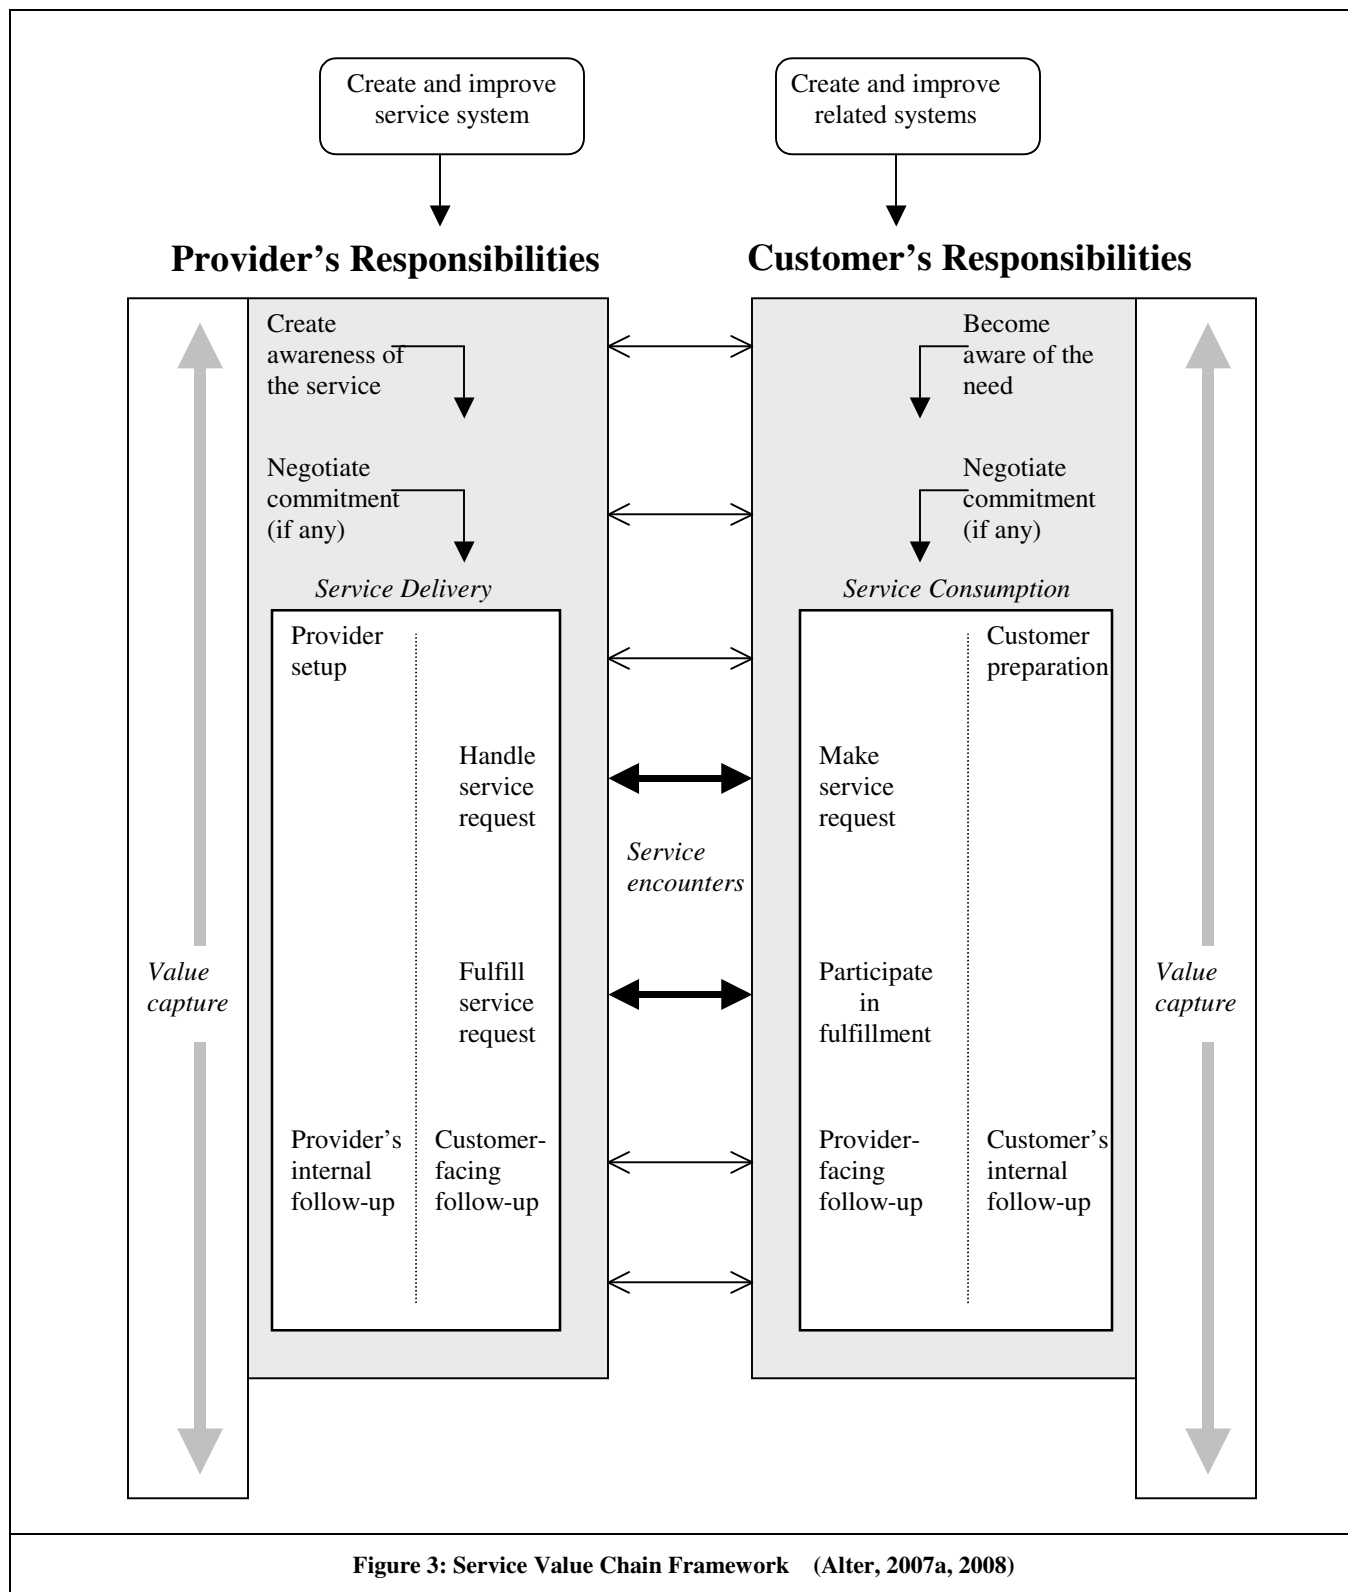 Create and improve
service system
Create and improve
related systems
Provider’s Responsibilities
Customer’s Responsibilities
Create
awareness of
the service
Become
aware of the
need
Negotiate
commitment
(if any)
Negotiate
commitment
(if any)
Service Delivery
Service Consumption
Provider
setup
Customer
preparation
Handle
service
request
Make
service
request
Service
encounters
Value
capture
Fulfill
service
request
Participate
in
fulfillment
Value
capture
Provider’s
internal
follow-up
Customer-
facing
follow-up
Provider-
facing
follow-up
Customer’s
internal
follow-up
Figure 3: Service Value Chain Framework (Alter, 2007a, 2008)